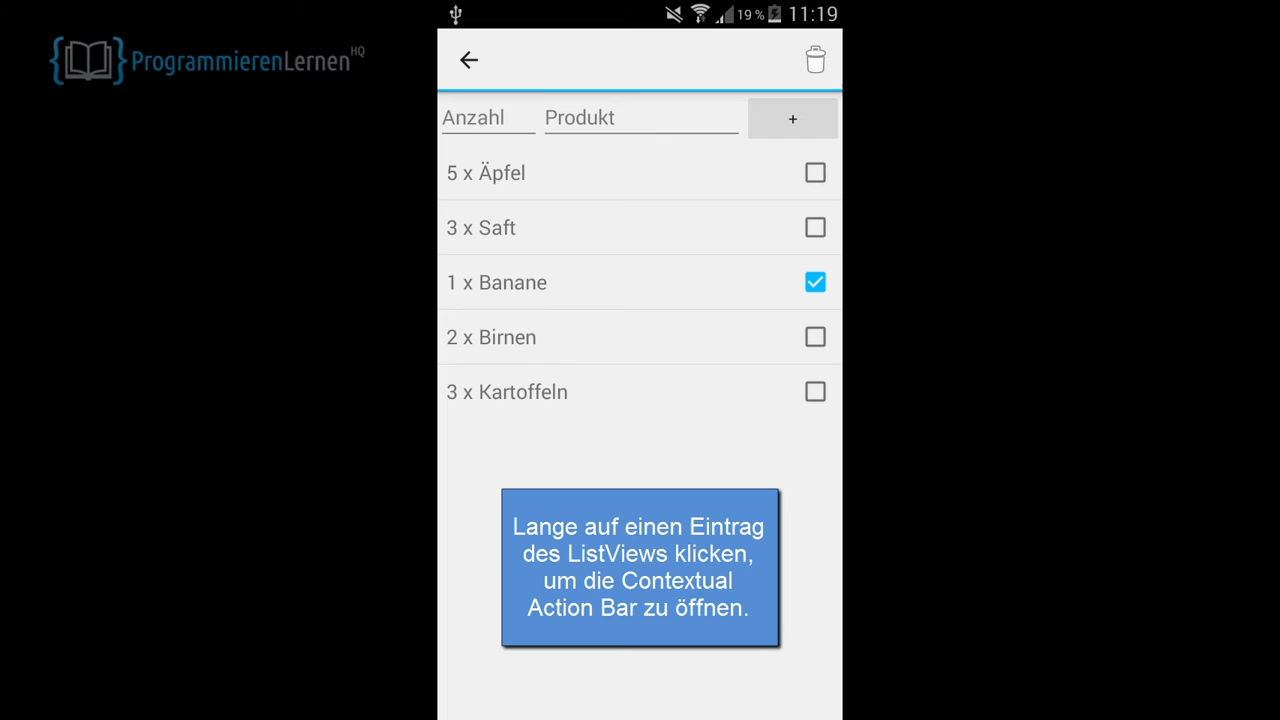 19 % 11:19
{ } ProgrammierenLernen HQ
Anzahl Produkt +
5 x Äpfel
3 x Saft
1 x Banane
2 x Birnen
3 x Kartoffeln
Lange auf einen Eintrag
des ListViews klicken,
um die Contextual
Action Bar zu öffnen.